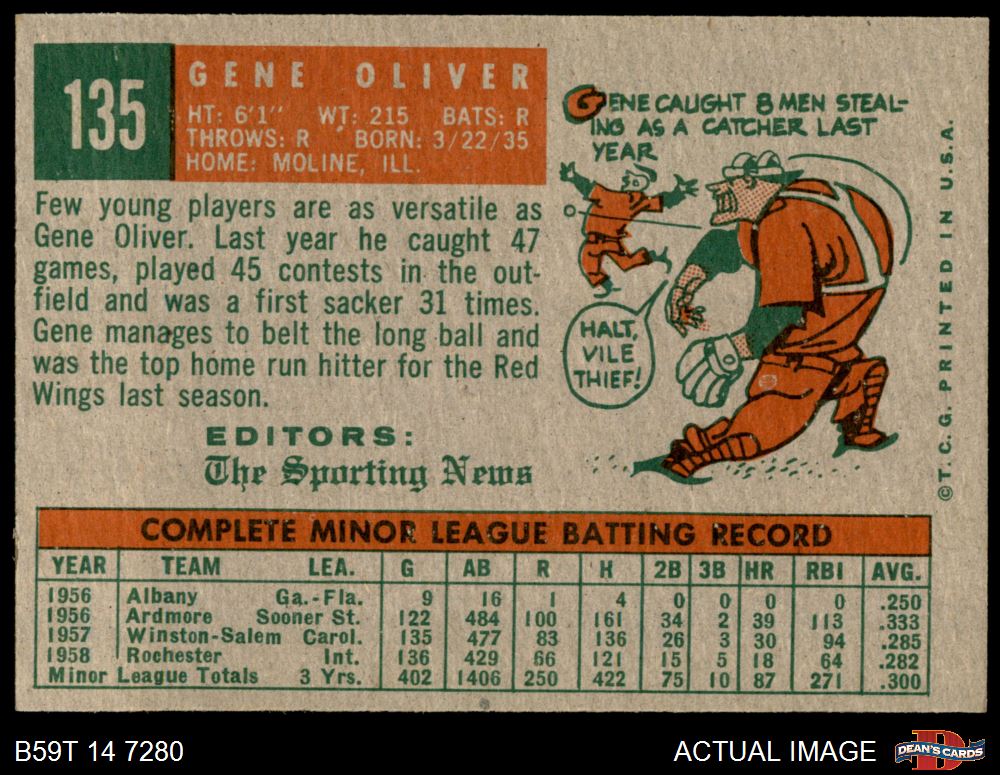 135
GENE OLIVER
HT: 6'1" WT: 215 BATS: R
THROWS: R BORN: 3/22/35
HOME: MOLINE, ILL.
Few young players are as versatile as
Gene Oliver. Last year he caught 47
games, played 45 contests in the out-
field and was a first sacker 31 times.
Gene manages to belt the long ball and
was the top home run hitter for the Red
Wings last season.
EDITORS:
The Sporting News
GENE CAUGHT 8 MEN STEAL-
ING AS A CATCHER LAST
YEAR
HALT,
VILE
THIEF!
©T.C.G. PRINTED IN U.S.A.
COMPLETE MINOR LEAGUE BATTING RECORD
YEAR TEAM LEA. G AB R H 2B 3B HR RBI AVG.
1956 Albany Ga.-Fla. 9 16 1 4 0 0 0 0 .250
1956 Ardmore Sooner St. 122 484 100 161 34 2 39 113 .333
1957 Winston-Salem Carol. 135 477 83 136 26 3 30 94 .285
1958 Rochester Int. 136 429 66 121 15 5 18 64 .282
Minor League Totals 3 Yrs. 402 1406 250 422 75 10 87 271 .300
B59T 14 7280
ACTUAL IMAGE
D
DEAN'S CARDS